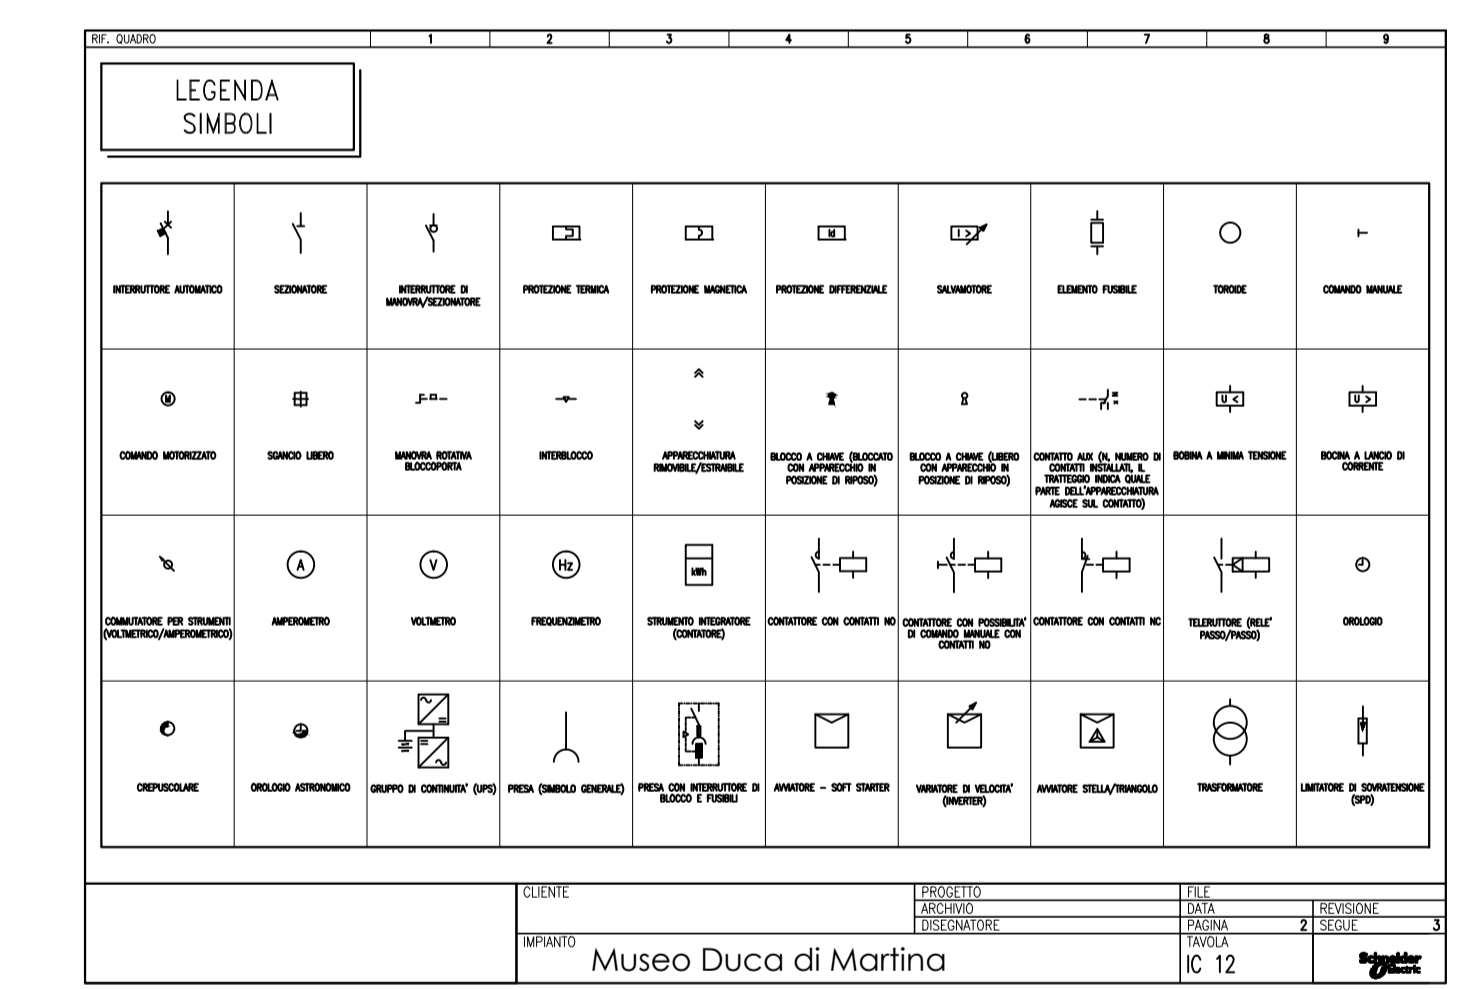 RIF. QUADRO 1 2 3 4 5 6 7 8 9
LEGENDA
SIMBOLI
Id I > 
INTERRUTTORE AUTOMATICO
SEZIONATORE
INTERRUTTORE DI
MANOVRA/SEZIONATORE
PROTEZIONE TERMICA
PROTEZIONE MAGNETICA
PROTEZIONE DIFFERENZIALE
SALVAMOTORE
ELEMENTO FUSIBILE
TOROIDE
COMANDO MANUALE
M
U <
U >
COMANDO MOTORIZZATO
SGANCIO LIBERO
MANOVRA ROTATIVA
BLOCCOPORTA
INTERBLOCCO
APPARECCHIATURA
RIMOVIBILE/ESTRAIBILE
BLOCCO A CHIAVE (BLOCCATO
CON APPARECCHIO IN
POSIZIONE DI RIPOSO)
BLOCCO A CHIAVE (LIBERO
CON APPARECCHIO IN
POSIZIONE DI RIPOSO)
CONTATTO AUX (N, NUMERO DI
CONTATTI INSTALLATI, IL
TRATTEGGIO INDICA QUALE
PARTE DELL'APPARECCHIATURA
AGISCE SUL CONTATTO)
BOBINA A MINIMA TENSIONE
BOCINA A LANCIO DI
CORRENTE
A
V
Hz
kWh
COMMUTATORE PER STRUMENTI
(VOLTMETRICO/AMPEROMETRICO)
AMPEROMETRO
VOLTMETRO
FREQUENZIMETRO
STRUMENTO INTEGRATORE
(CONTATORE)
CONTATTORE CON CONTATTI NO
CONTATTORE CON POSSIBILITA'
DI COMANDO MANUALE CON
CONTATTI NO
CONTATTORE CON CONTATTI NC
TELERUTTORE (RELE'
PASSO/PASSO)
OROLOGIO
CREPUSCOLARE
OROLOGIO ASTRONOMICO
GRUPPO DI CONTINUITA' (UPS)
PRESA (SIMBOLO GENERALE)
PRESA CON INTERRUTTORE DI
BLOCCO E FUSIBILI
AVVIATORE - SOFT STARTER
VARIATORE DI VELOCITA'
(INVERTER)
AVVIATORE STELLA/TRIANGOLO
TRASFORMATORE
LIMITATORE DI SOVRATENSIONE
(SPD)
CLIENTE
IMPIANTO
Museo Duca di Martina
PROGETTO
ARCHIVIO
DISEGNATORE
FILE
DATA REVISIONE
PAGINA 2 SEGUE 3
TAVOLA
IC 12
Schneider
Electric